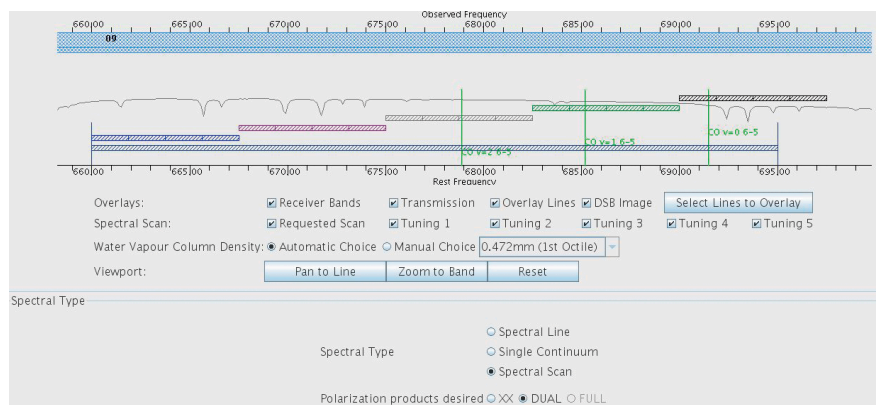 Observed Frequency
660.00 665.00 670.00 675.00 680.00 685.00 690.00 695.00
09
CO v=0 6-5
CO v=1 6-5
CO v=2 6-5
660.00 665.00 670.00 675.00 680.00 685.00 690.00 695.00
Rest Frequency
Overlays: Receiver Bands Transmission Overlay Lines DSB Image Select Lines to Overlay
Spectral Scan: Requested Scan Tuning 1 Tuning 2 Tuning 3 Tuning 4 Tuning 5
Water Vapour Column Density: Automatic Choice Manual Choice 0.472mm (1st Octile)
Viewport: Pan to Line Zoom to Band Reset
Spectral Type
Spectral Line
Spectral Type Single Continuum
Spectral Scan
Polarization products desired XX DUAL FULL